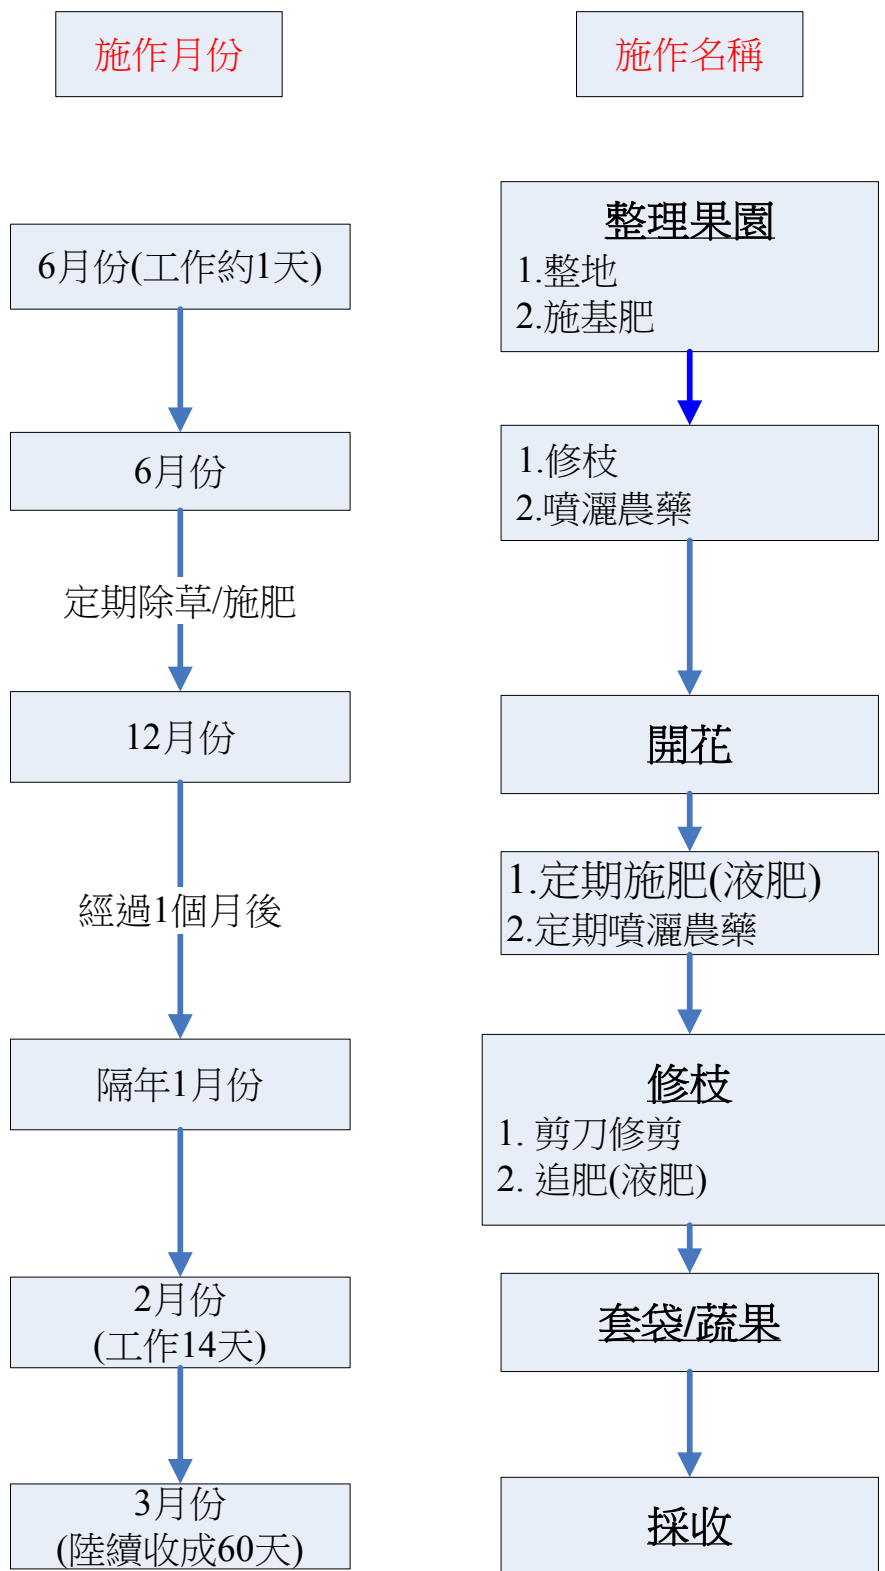 施作月份
施作名稱
6月份(工作約1天)
整理果園
1.整地
2.施基肥
6月份
1.修枝
2.噴灑農藥
定期除草/施肥
12月份
開花
經過1個月後
1.定期施肥(液肥)
2.定期噴灑農藥
隔年1月份
修枝
1. 剪刀修剪
2. 追肥(液肥)
2月份
(工作14天)
套袋/蔬果
3月份
(陸續收成60天)
採收